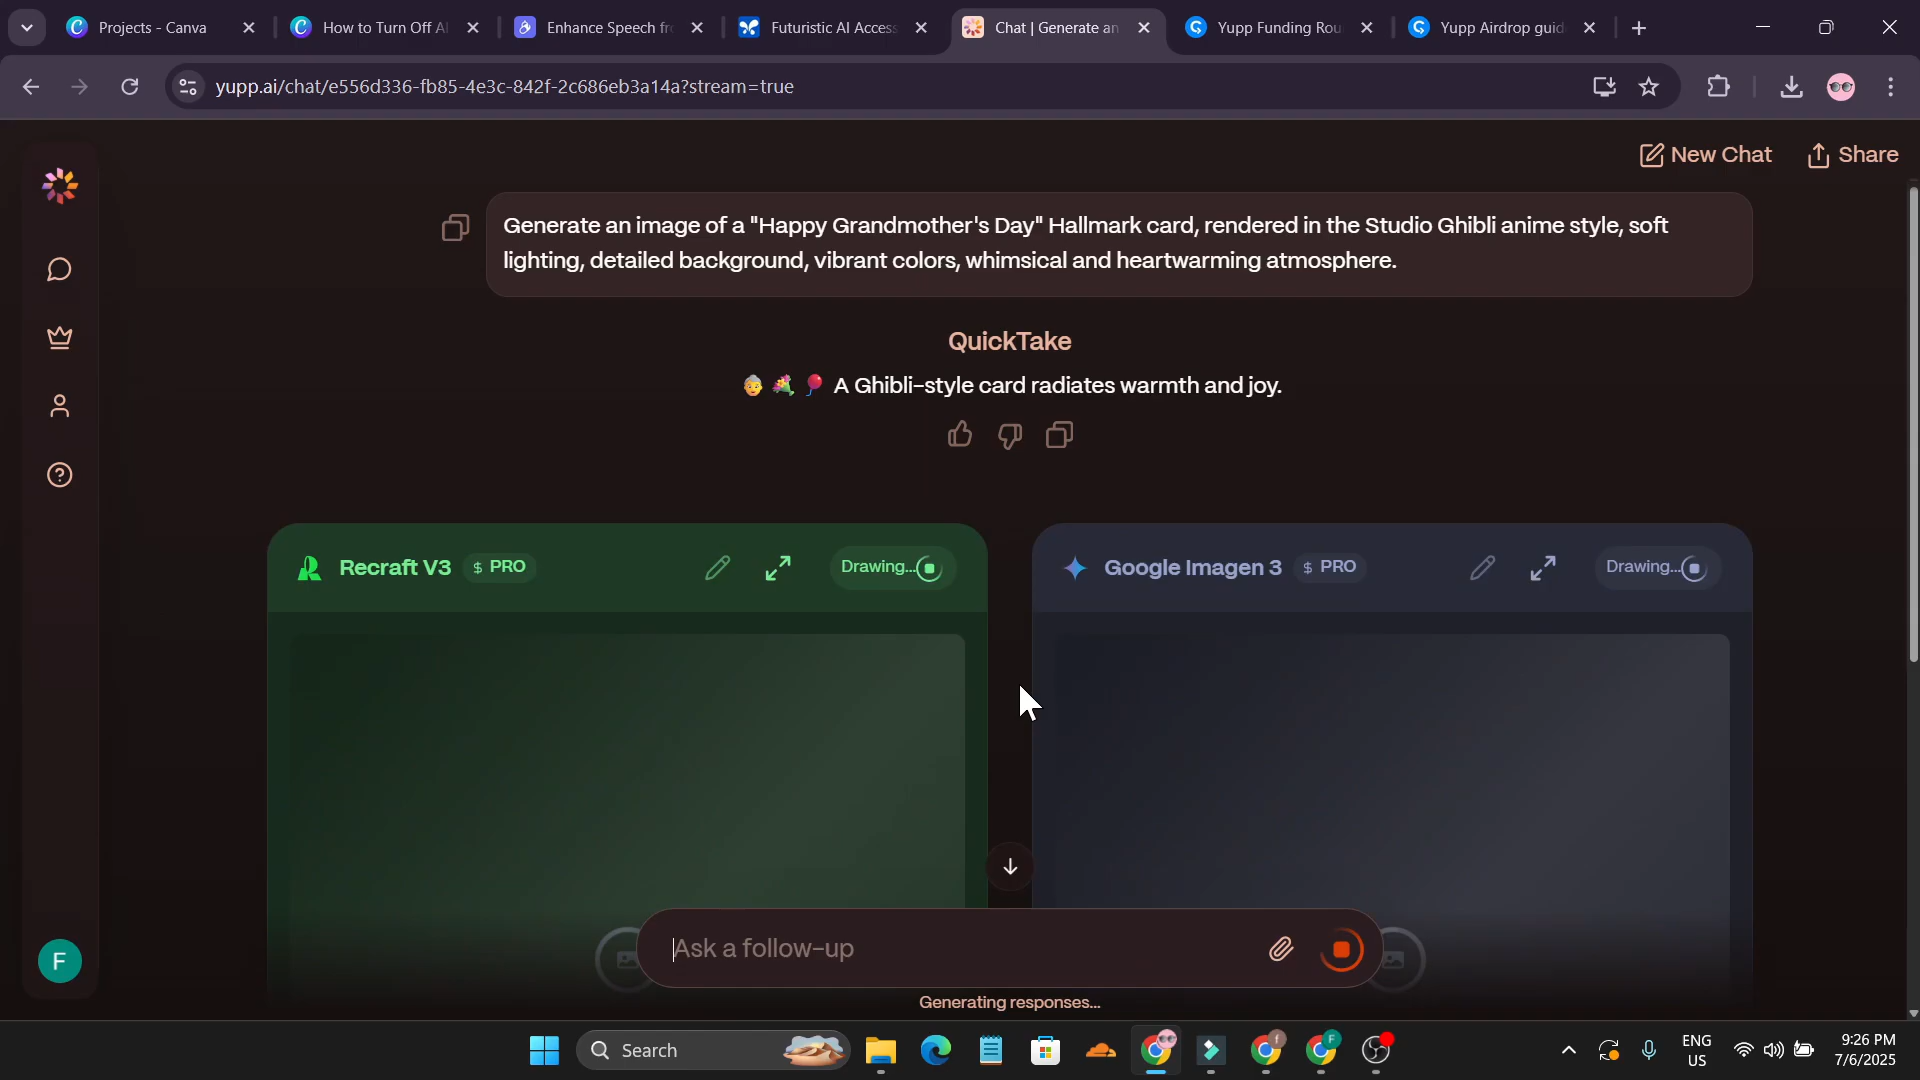 Projects - Canva
How to Turn Off AI
Enhance Speech fr
Futuristic AI Access
Chat | Generate an
Yupp Funding Rou
Yupp Airdrop guid
yupp.ai/chat/e556d336-fb85-4e3c-842f-2c686eb3a14a?stream=true
New Chat
Share
Generate an image of a "Happy Grandmother's Day" Hallmark card, rendered in the Studio Ghibli anime style, soft
lighting, detailed background, vibrant colors, whimsical and heartwarming atmosphere.
QuickTake
👵 💐 🎈 A Ghibli-style card radiates warmth and joy.
Recraft V3
$ PRO
Drawing...
Google Imagen 3
$ PRO
Drawing...
Ask a follow-up
Generating responses...
F
Search
ENG
US
9:26 PM
7/6/2025